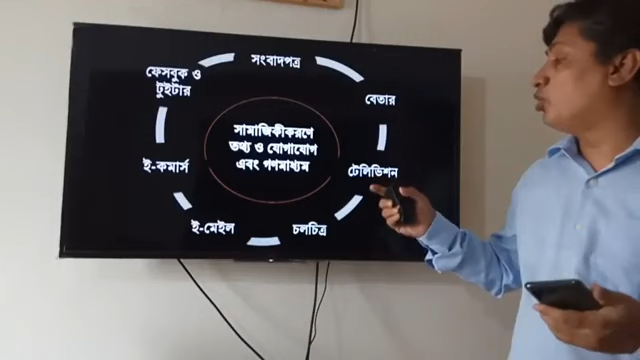 সংবাদপত্র
বেতার
টেলিভিশন
চলচিত্র
ই-মেইল
ই-কমার্স
ফেসবুক ও
টুইটার
সামাজিকীকরণে
তথ্য ও যোগাযোগ
এবং গণমাধ্যম